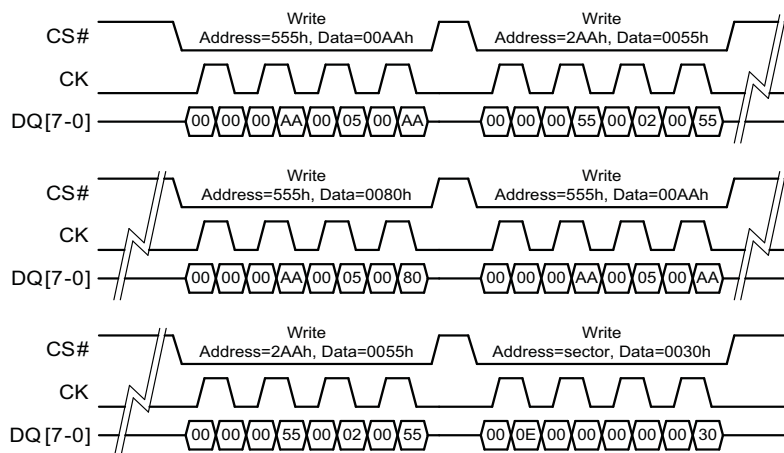 Write Write
CS# Address=555h, Data=00AAh Address=2AAh, Data=0055h
CK
DQ[7-0] 00 00 00 AA 00 05 00 AA 00 00 00 55 00 02 00 55
Write Write
CS# Address=555h, Data=0080h Address=555h, Data=00AAh
CK
DQ[7-0] 00 00 00 AA 00 05 00 80 00 00 00 AA 00 05 00 AA
Write Write
CS# Address=2AAh, Data=0055h Address=sector, Data=0030h
CK
DQ[7-0] 00 00 00 55 00 02 00 55 00 0E 00 00 00 00 00 30